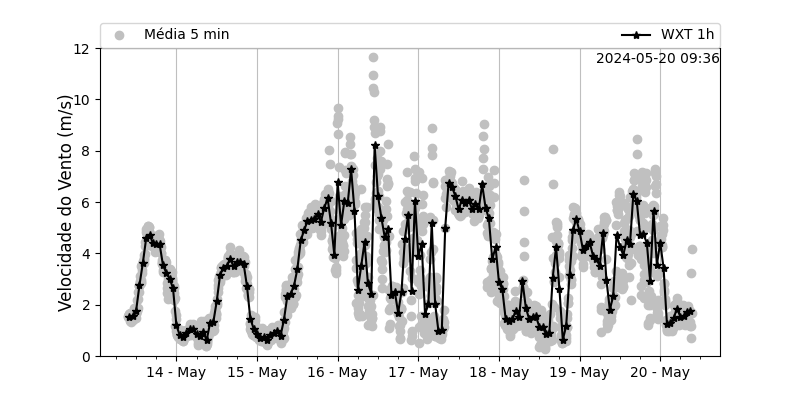 Média 5 min
WXT 1h
2024-05-20 09:36
Velocidade do Vento (m/s)
12
10
8
6
4
2
0
14 - May
15 - May
16 - May
17 - May
18 - May
19 - May
20 - May